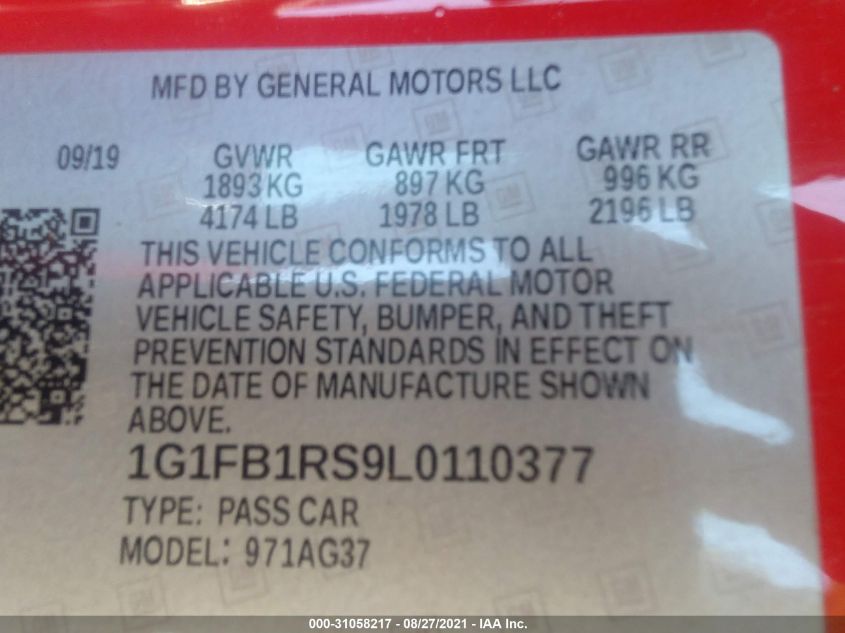 MFD BY GENERAL MOTORS LLC
09/19 GVWR GAWR FRT GAWR RR
1893 KG 897 KG 996 KG
4174 LB 1978 LB 2196 LB
THIS VEHICLE CONFORMS TO ALL
APPLICABLE U.S. FEDERAL MOTOR
VEHICLE SAFETY, BUMPER, AND THEFT
PREVENTION STANDARDS IN EFFECT ON
THE DATE OF MANUFACTURE SHOWN
ABOVE.
1G1FB1RS9L0110377
TYPE: PASS CAR
MODEL: 971AG37
000-31058217 - 08/27/2021 - IAA Inc.